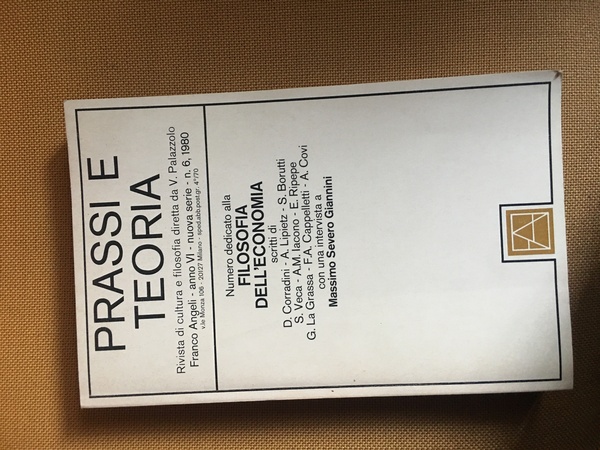 PRASSI E
TEORIA
Rivista di cultura e filosofia diretta da V. Palazzolo
Franco Angeli - anno VI - nuova serie - n. 6, 1980
v.le Monza 106 - 20127 Milano - sped.abb.post.gr. 4°/70
Numero dedicato alla
FILOSOFIA
DELL'ECONOMIA
scritti di
D. Corradini - A. Lipietz - S. Borutti
S. Veca - A.M. Iacono - E. Ripepe
G. La Grassa - F.A. Cappelletti - A. Covi
con una intervista a
Massimo Severo Giannini